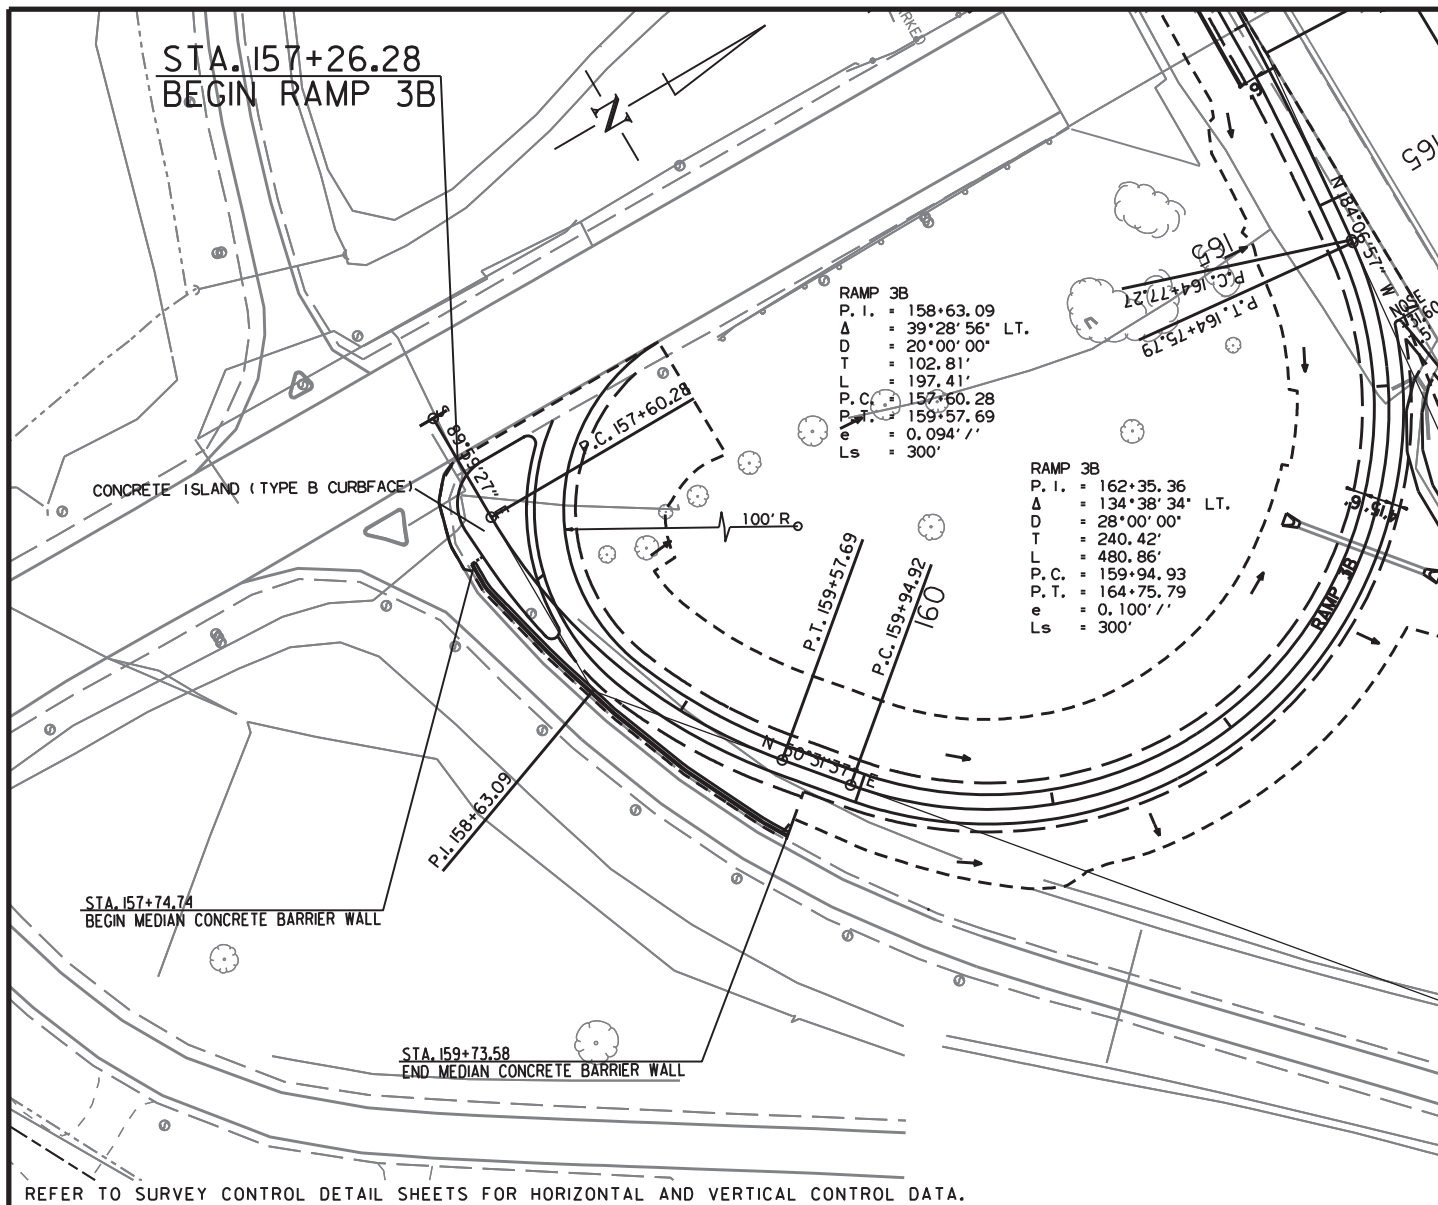 STA. 157+26.28
BEGIN RAMP 3B
N
165
165
N 84°06'57" W
P.C. 164+77.27
P.T. 164+75.79
NOSE
RAMP 3B
P.I. = 158+63.09
Δ = 39°28'56" LT.
D = 20°00'00"
T = 102.81'
L = 197.41'
P.C. = 157+60.28
P.T. = 159+57.69
e = 0.094'/'
Ls = 300'
P.C. 157+60.28
CONCRETE ISLAND (TYPE B CURBFACE)
RAMP 3B
P.I. = 162+35.36
Δ = 134°38'34" LT.
D = 28°00'00"
T = 240.42'
L = 480.86'
P.C. = 159+94.93
P.T. = 164+75.79
e = 0.100'/'
Ls = 300'
100' R
P.T. 159+57.69
P.C. 159+94.92
160
RAMP 3B
N 50°31'37" E
P.I. 158+63.09
STA. 157+74.74
BEGIN MEDIAN CONCRETE BARRIER WALL
STA. 159+73.58
END MEDIAN CONCRETE BARRIER WALL
REFER TO SURVEY CONTROL DETAIL SHEETS FOR HORIZONTAL AND VERTICAL CONTROL DATA.